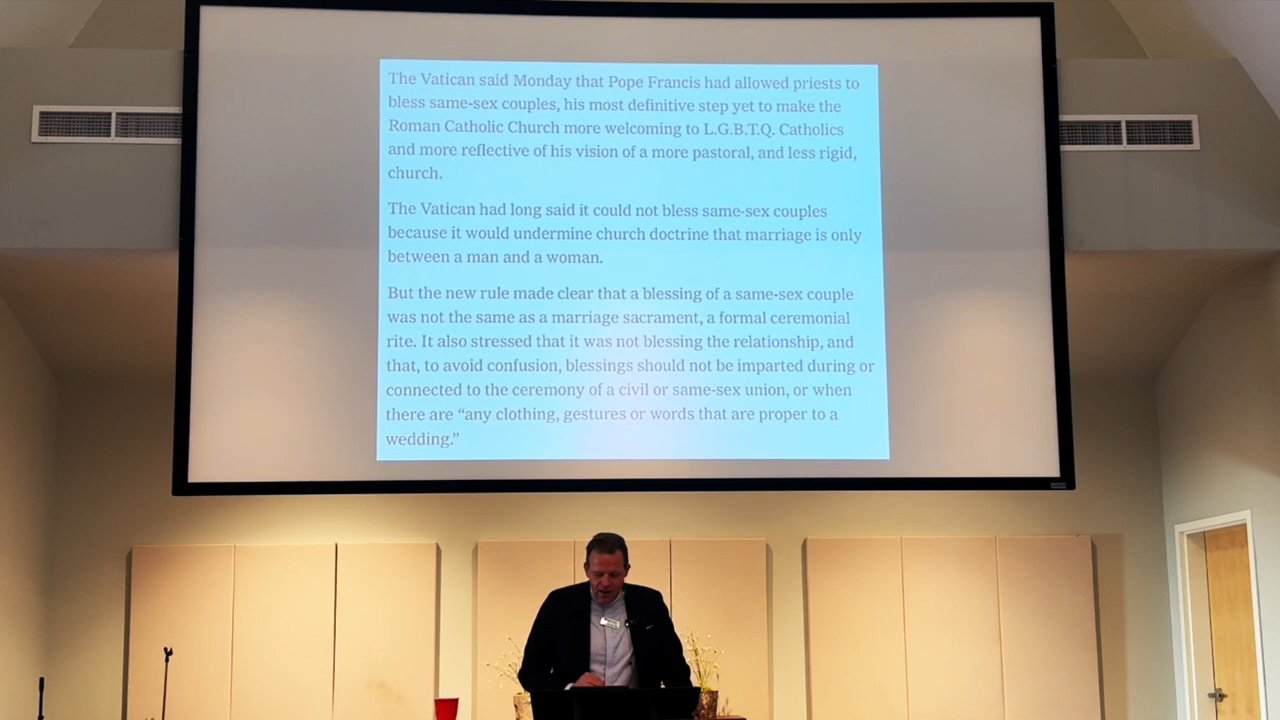 The Vatican said Monday that Pope Francis had allowed priests to
bless same-sex couples, his most definitive step yet to make the
Roman Catholic Church more welcoming to L.G.B.T.Q. Catholics
and more reflective of his vision of a more pastoral, and less rigid,
church.
The Vatican had long said it could not bless same-sex couples
because it would undermine church doctrine that marriage is only
between a man and a woman.
But the new rule made clear that a blessing of a same-sex couple
was not the same as a marriage sacrament, a formal ceremonial
rite. It also stressed that it was not blessing the relationship, and
that, to avoid confusion, blessings should not be imparted during or
connected to the ceremony of a civil or same-sex union, or when
there are “any clothing, gestures or words that are proper to a
wedding.”